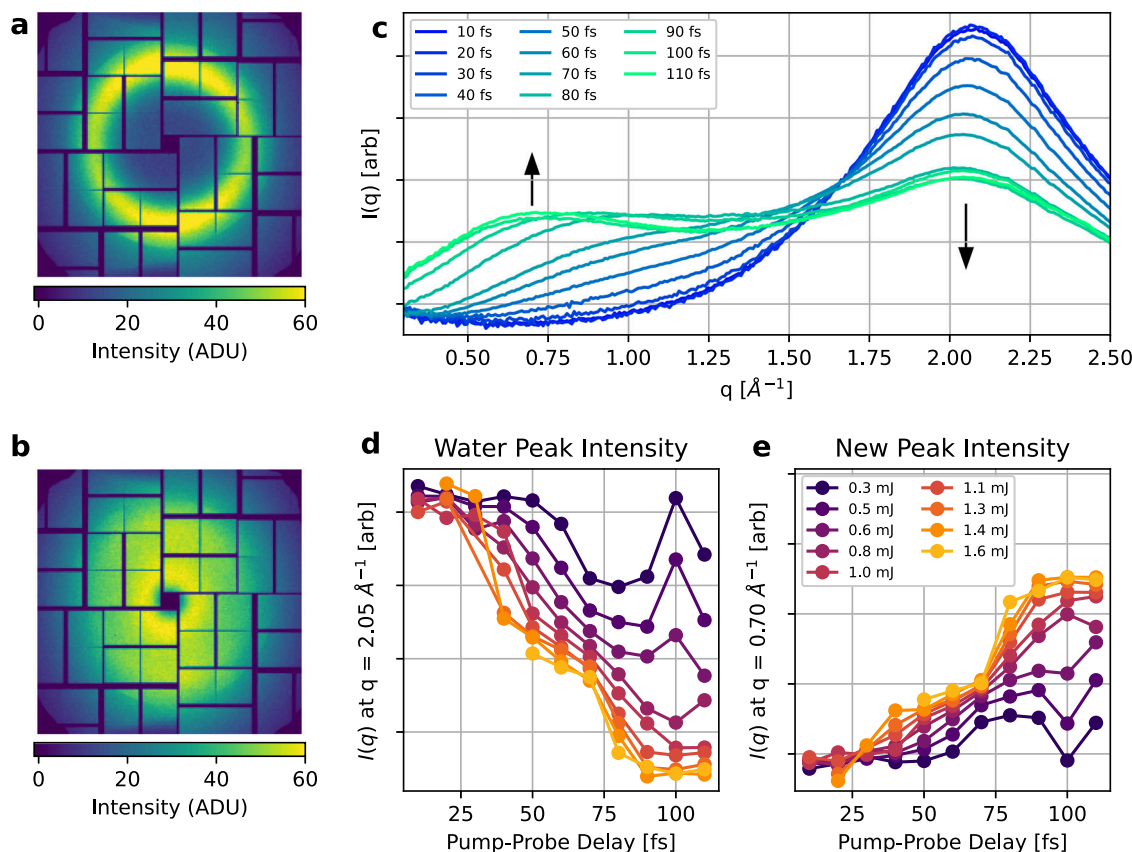 a
0 20 40 60
Intensity (ADU)
b
0 20 40 60
Intensity (ADU)
c
10 fs 50 fs 90 fs
20 fs 60 fs 100 fs
30 fs 70 fs 110 fs
40 fs 80 fs
I(q) [arb]
0.50 0.75 1.00 1.25 1.50 1.75 2.00 2.25 2.50
q [Å⁻¹]
d Water Peak Intensity
I(q) at q = 2.05 Å⁻¹ [arb]
25 50 75 100
Pump-Probe Delay [fs]
e New Peak Intensity
0.3 mJ 1.1 mJ
0.5 mJ 1.3 mJ
0.6 mJ 1.4 mJ
0.8 mJ 1.6 mJ
1.0 mJ
I(q) at q = 0.70 Å⁻¹ [arb]
25 50 75 100
Pump-Probe Delay [fs]